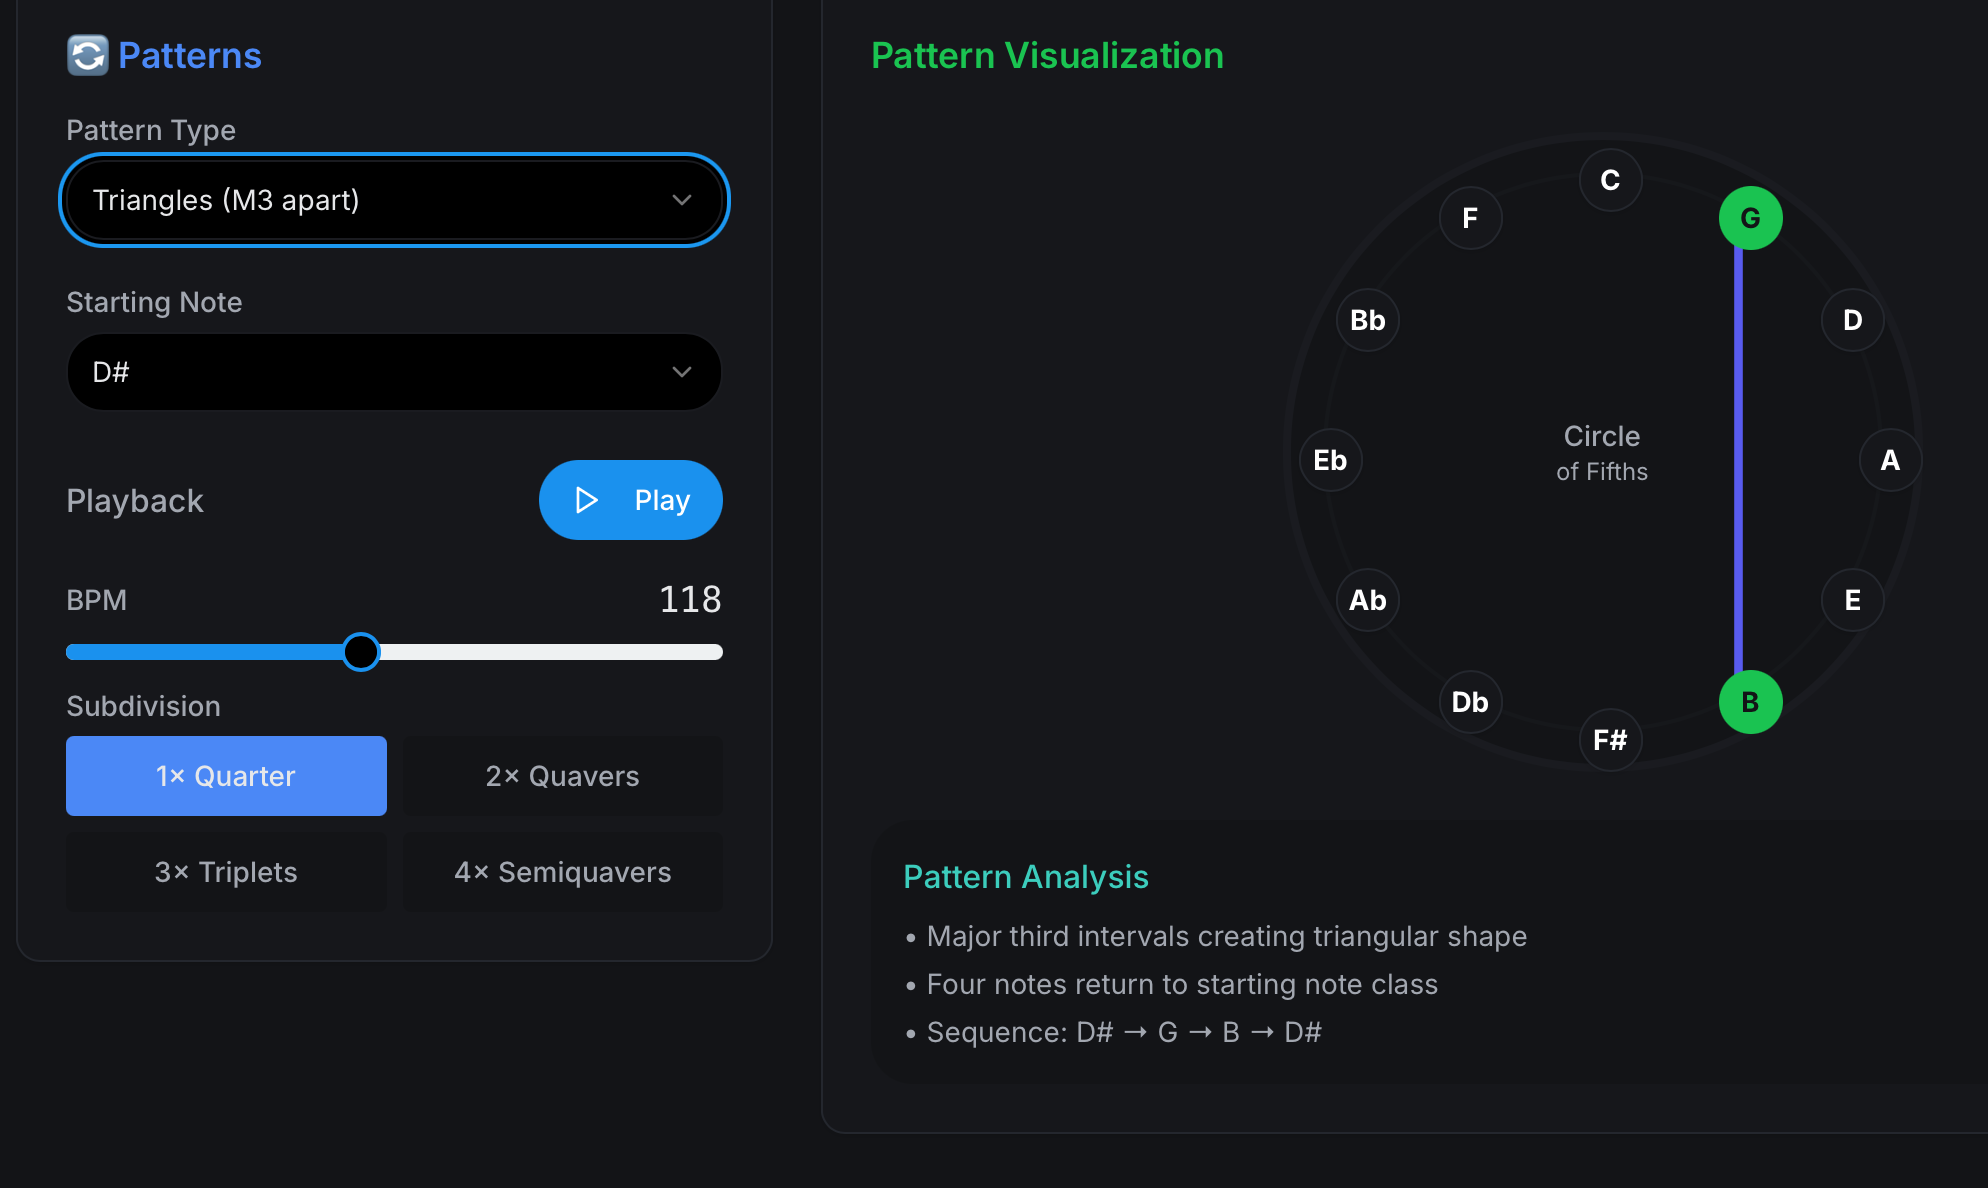 Patterns
Pattern Type
Triangles (M3 apart)
Starting Note
D#
Playback
Play
BPM
118
Subdivision
1× Quarter
2× Quavers
3× Triplets
4× Semiquavers
Pattern Visualization
C
G
D
A
E
B
F#
Db
Ab
Eb
Bb
F
Circle
of Fifths
Pattern Analysis
• Major third intervals creating triangular shape
• Four notes return to starting note class
• Sequence: D# → G → B → D#